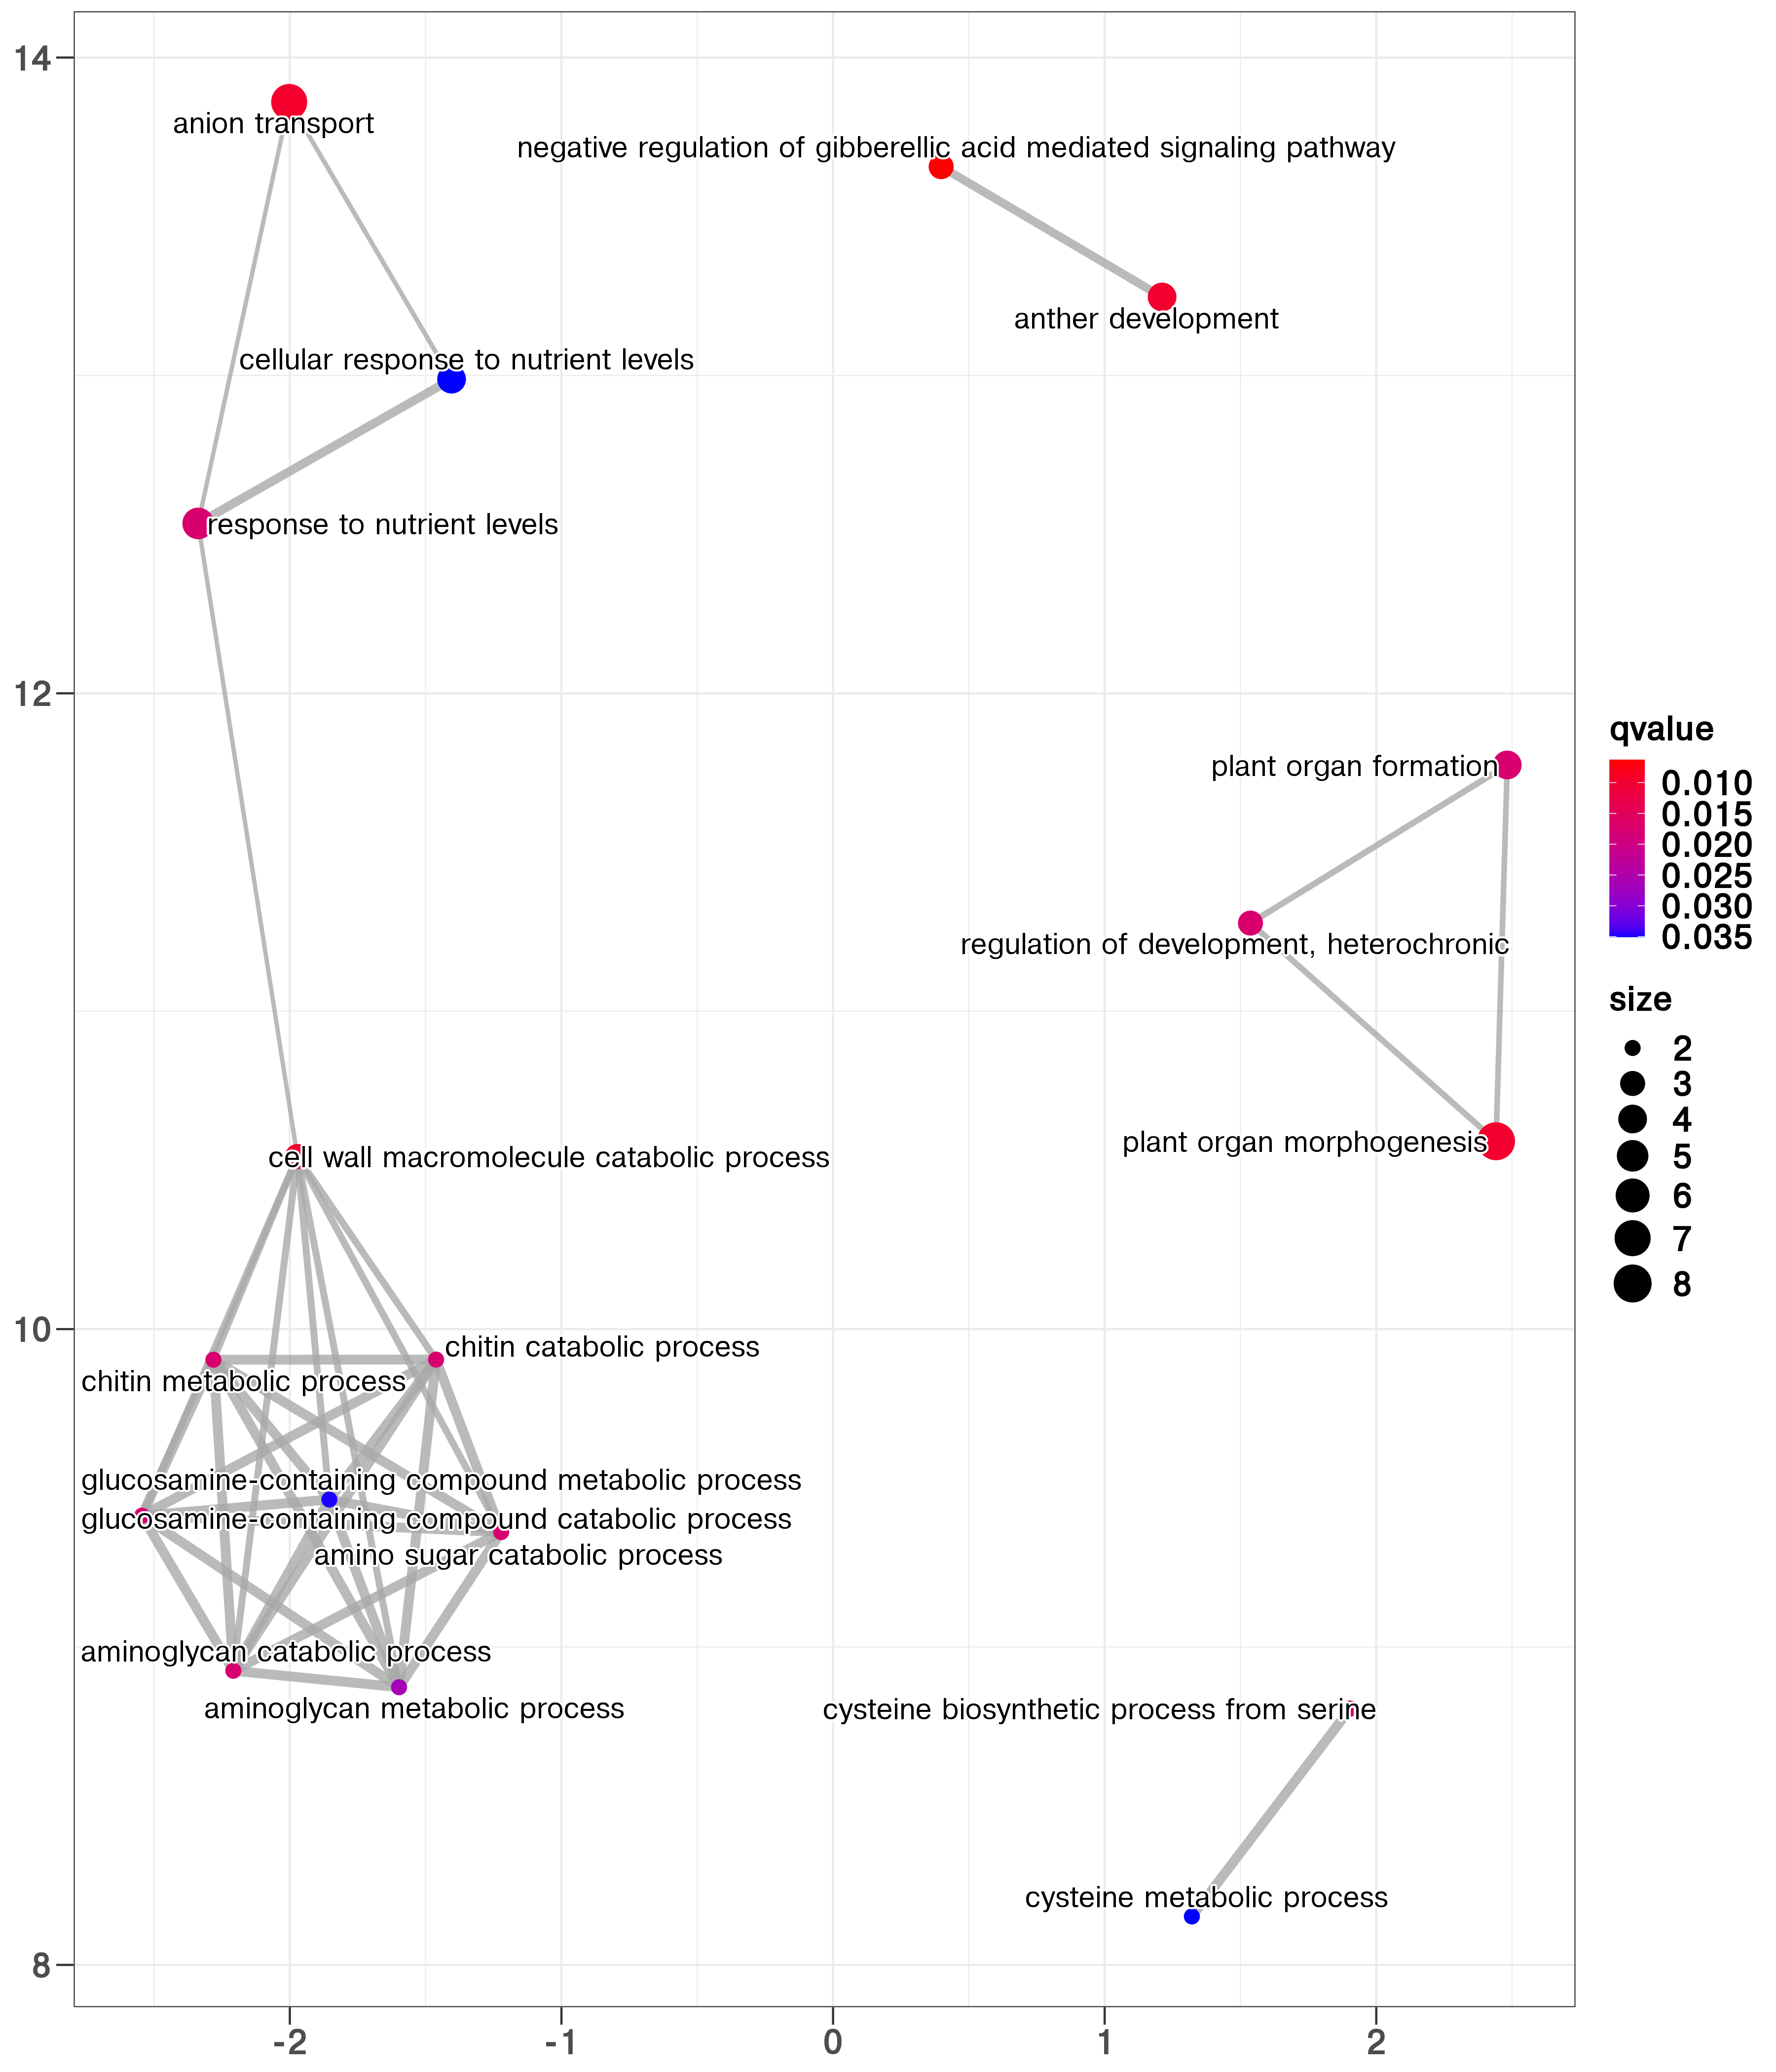 14
anion transport
negative regulation of gibberellic acid mediated signaling pathway
anther development
cellular response to nutrient levels
response to nutrient levels
12
plant organ formation
regulation of development, heterochronic
plant organ morphogenesis
cell wall macromolecule catabolic process
10
chitin catabolic process
chitin metabolic process
glucosamine-containing compound metabolic process
glucosamine-containing compound catabolic process
amino sugar catabolic process
aminoglycan catabolic process
aminoglycan metabolic process
cysteine biosynthetic process from serine
cysteine metabolic process
8
-2 -1 0 1 2
qvalue
0.010
0.015
0.020
0.025
0.030
0.035
size
2
3
4
5
6
7
8